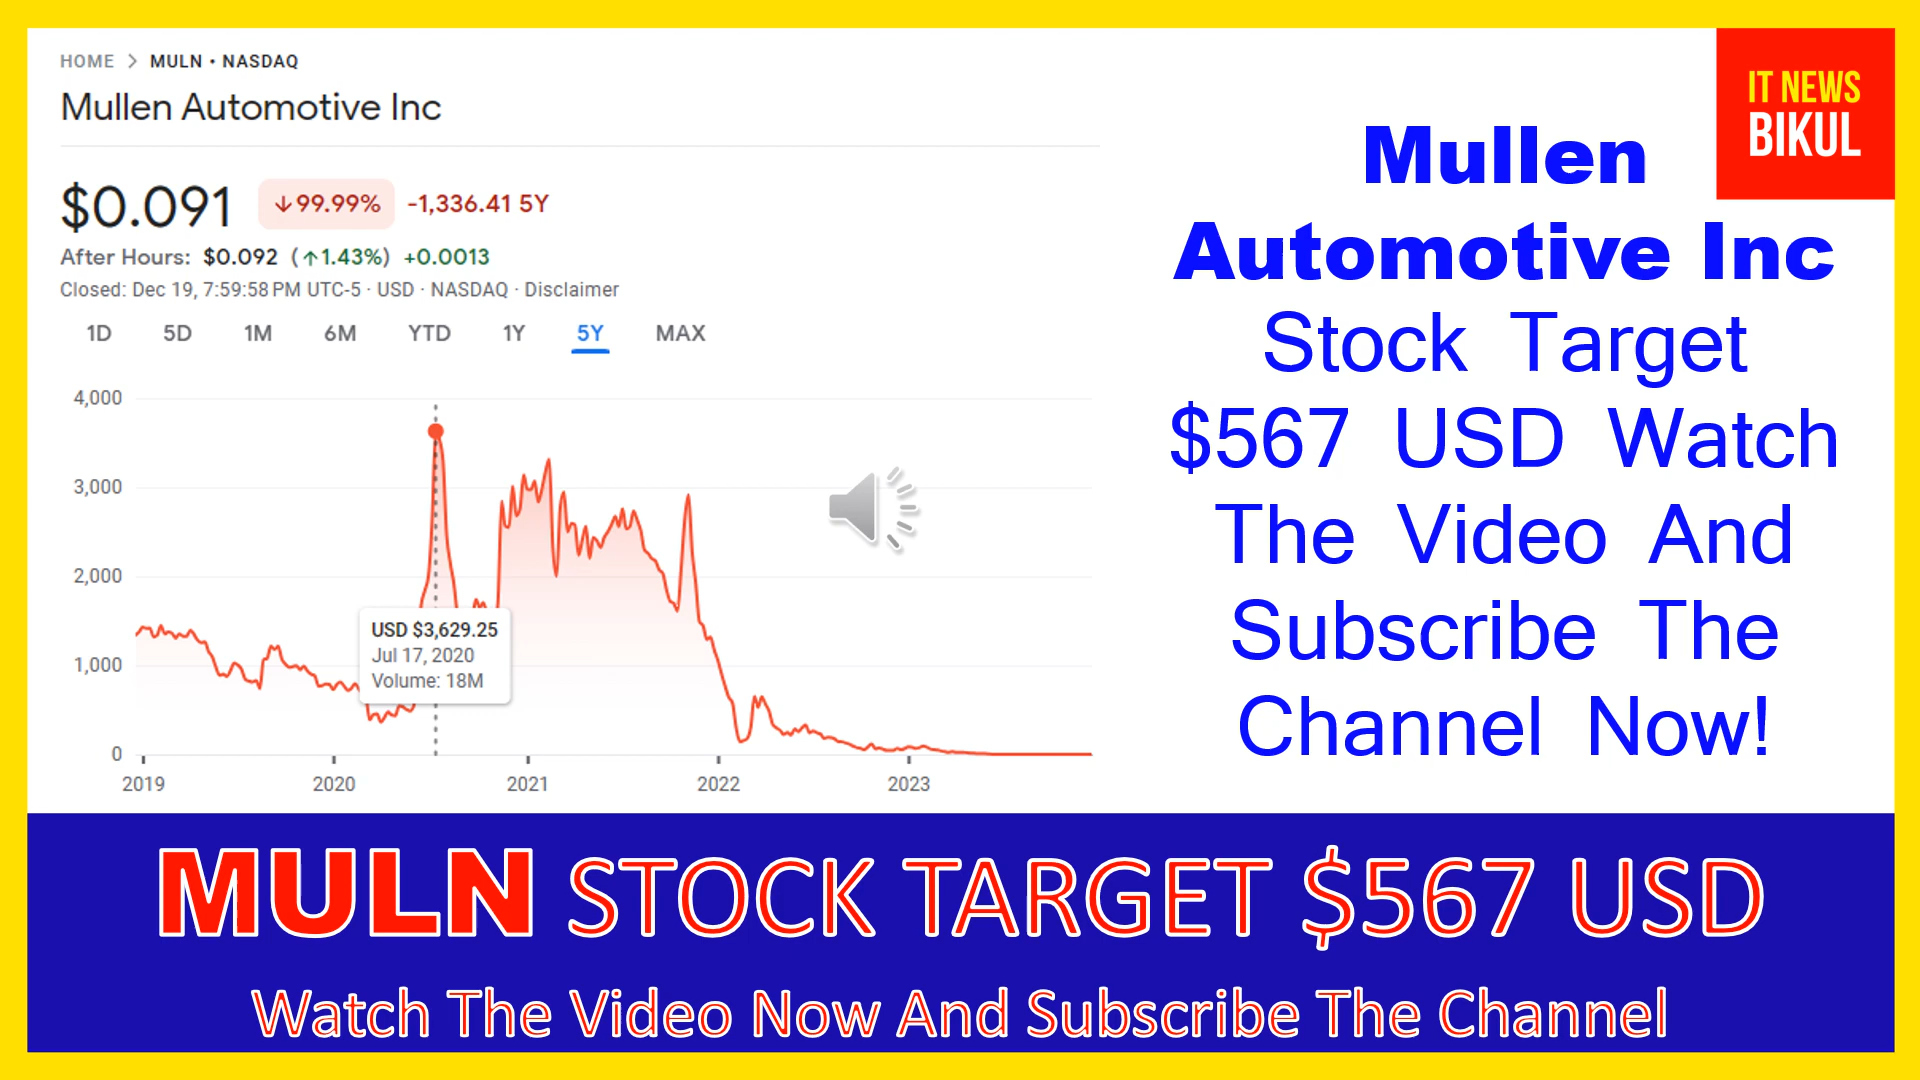 HOME > MULN • NASDAQ
Mullen Automotive Inc
$0.091 ↓99.99% -1,336.41 5Y
After Hours: $0.092 (↑1.43%) +0.0013
Closed: Dec 19, 7:59:58 PM UTC-5 · USD · NASDAQ · Disclaimer
1D 5D 1M 6M YTD 1Y 5Y MAX
4,000
3,000
2,000
1,000
0
USD $3,629.25
Jul 17, 2020
Volume: 18M
2019 2020 2021 2022 2023
IT NEWS
BIKUL
Mullen
Automotive Inc
Stock Target
$567 USD Watch
The Video And
Subscribe The
Channel Now!
MULN STOCK TARGET $567 USD
Watch The Video Now And Subscribe The Channel